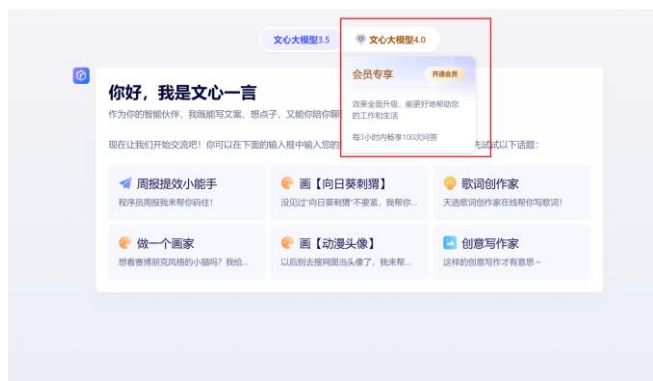 文心大模型3.5
文心大模型4.0
会员专享
开通会员
效果全面升级，能更好地帮助您
的工作和生活
每3小时内畅享100次问答
你好，我是文心一言
作为你的智能伙伴，我既能写文案、想点子，又能你陪你聊
现在让我们开始交流吧！你可以在下面的输入框中输入您的
先试试以下话题：
周报提效小能手
程序员周报我来帮你码住！
画【向日葵刺猬】
没见过“向日葵刺猬”不要紧，我帮你...
歌词创作家
天选歌词创作家在线帮你写歌词！
做一个画家
想看赛博朋克风格的小猫吗？我给...
画【动漫头像】
以后别去搜网图当头像了，我来帮...
创意写作家
这样的创意写作才有意思～